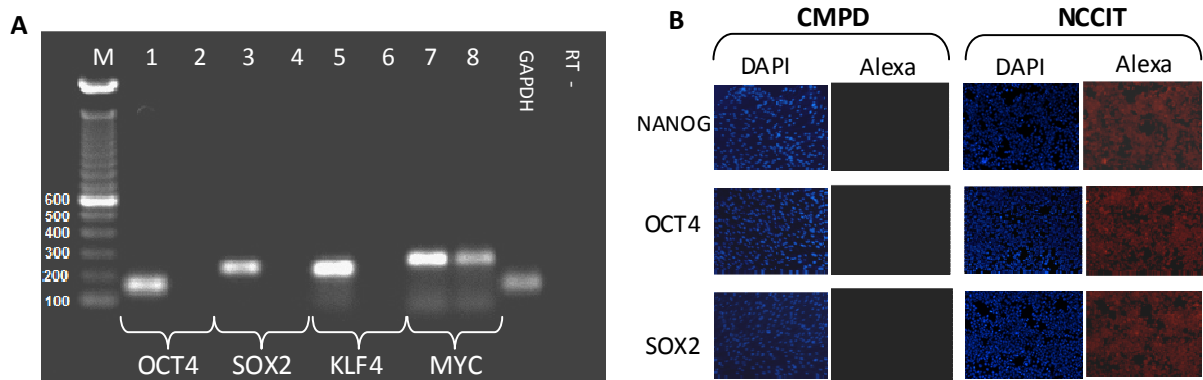 A
M 1 2 3 4 5 6 7 8 GAPDH RT -
600
500
400
300
200
100
OCT4 SOX2 KLF4 MYC
B
CMPD NCCIT
DAPI Alexa DAPI Alexa
NANOG
OCT4
SOX2